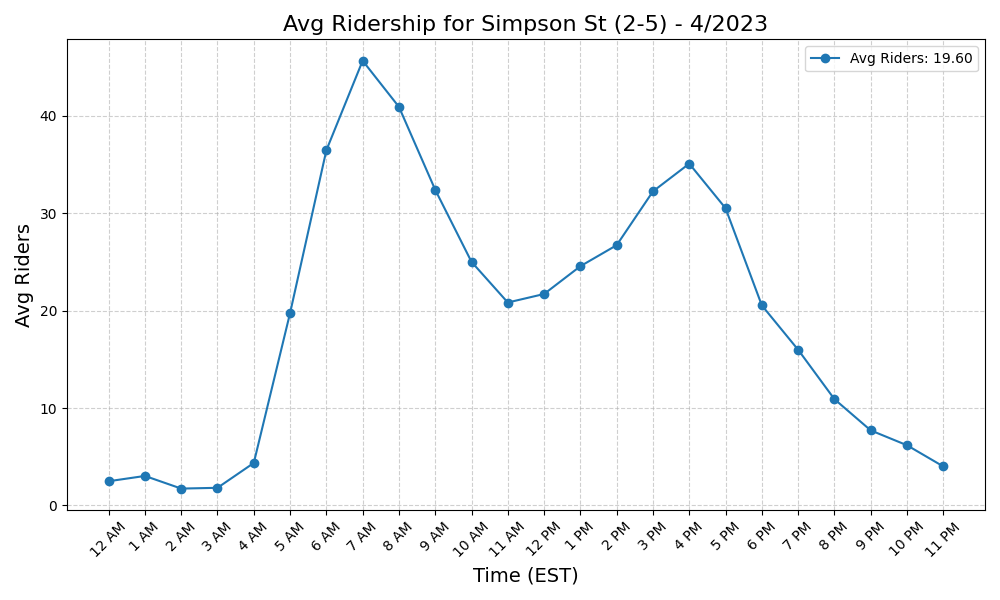 Avg Ridership for Simpson St (2-5) - 4/2023
Avg Riders: 19.60
Avg Riders
40
30
20
10
0
12 AM
1 AM
2 AM
3 AM
4 AM
5 AM
6 AM
7 AM
8 AM
9 AM
10 AM
11 AM
12 PM
1 PM
2 PM
3 PM
4 PM
5 PM
6 PM
7 PM
8 PM
9 PM
10 PM
11 PM
Time (EST)